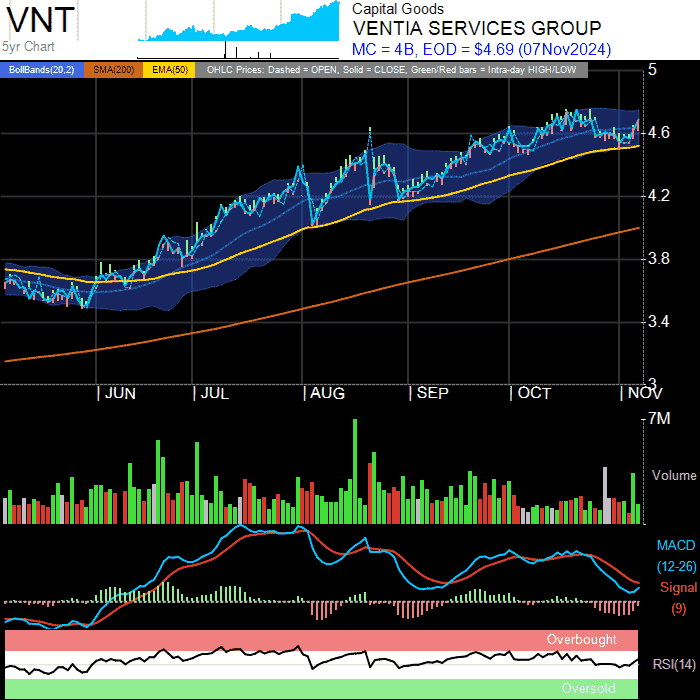 VNT
5yr Chart
Capital Goods
VENTIA SERVICES GROUP
MC = 4B, EOD = $4.69 (07Nov2024)
BollBands(20,2) SMA(200) EMA(50) OHLC Prices: Dashed = OPEN, Solid = CLOSE, Green/Red bars = Intra-day HIGH/LOW
5
4.6
4.2
3.8
3.4
3
| JUN | JUL | AUG | SEP | OCT | NOV
7M
Volume
MACD
(12-26)
Signal
(9)
Overbought
RSI(14)
Oversold